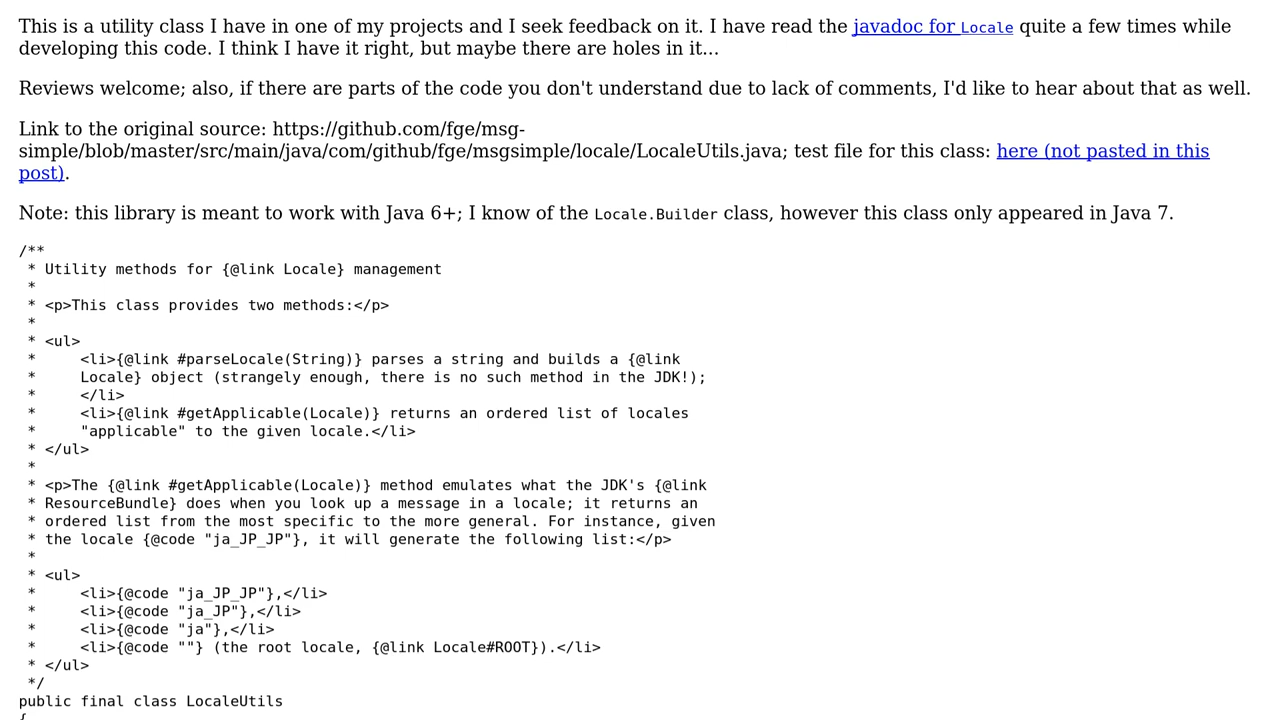 This is a utility class I have in one of my projects and I seek feedback on it. I have read the javadoc for Locale quite a few times while
developing this code. I think I have it right, but maybe there are holes in it...
Reviews welcome; also, if there are parts of the code you don't understand due to lack of comments, I'd like to hear about that as well.
Link to the original source: https://github.com/fge/msg-
simple/blob/master/src/main/java/com/github/fge/msgsimple/locale/LocaleUtils.java; test file for this class: here (not pasted in this
post).
Note: this library is meant to work with Java 6+; I know of the Locale.Builder class, however this class only appeared in Java 7.
/**
 * Utility methods for {@link Locale} management
 *
 * <p>This class provides two methods:</p>
 *
 * <ul>
 *     <li>{@link #parseLocale(String)} parses a string and builds a {@link
 *     Locale} object (strangely enough, there is no such method in the JDK!);
 *     </li>
 *     <li>{@link #getApplicable(Locale)} returns an ordered list of locales
 *     "applicable" to the given locale.</li>
 * </ul>
 *
 * <p>The {@link #getApplicable(Locale)} method emulates what the JDK's {@link
 * ResourceBundle} does when you look up a message in a locale; it returns an
 * ordered list from the most specific to the more general. For instance, given
 * the locale {@code "ja_JP_JP"}, it will generate the following list:</p>
 *
 * <ul>
 *     <li>{@code "ja_JP_JP"},</li>
 *     <li>{@code "ja_JP"},</li>
 *     <li>{@code "ja"},</li>
 *     <li>{@code ""} (the root locale, {@link Locale#ROOT}).</li>
 * </ul>
 */
public final class LocaleUtils
{